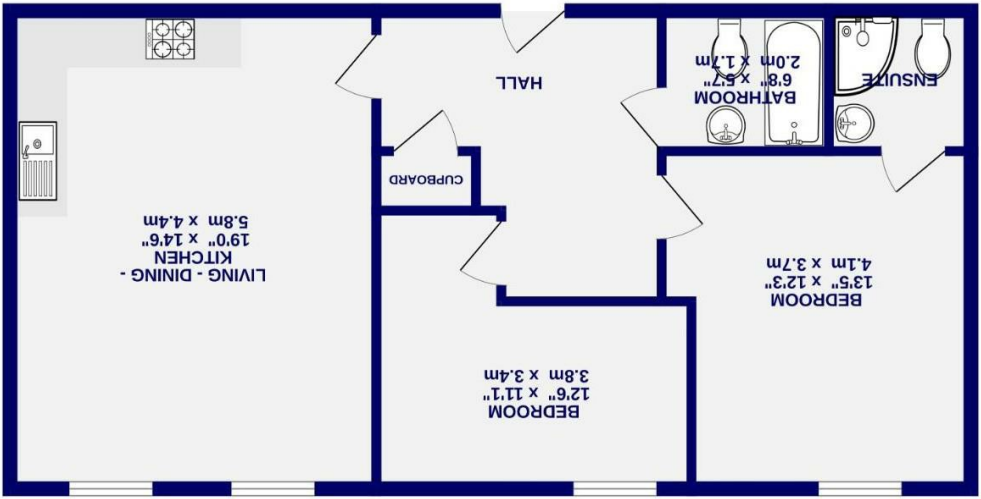 BEDROOM
12'6" x 11'1"
3.8m x 3.4m
BEDROOM
13'5" x 12'3"
4.1m x 3.7m
LIVING - DINING -
KITCHEN
19'0" x 14'6"
5.8m x 4.4m
CUPBOARD
HALL
BATHROOM
6'8" x 5'7"
2.0m x 1.7m
ENSUITE